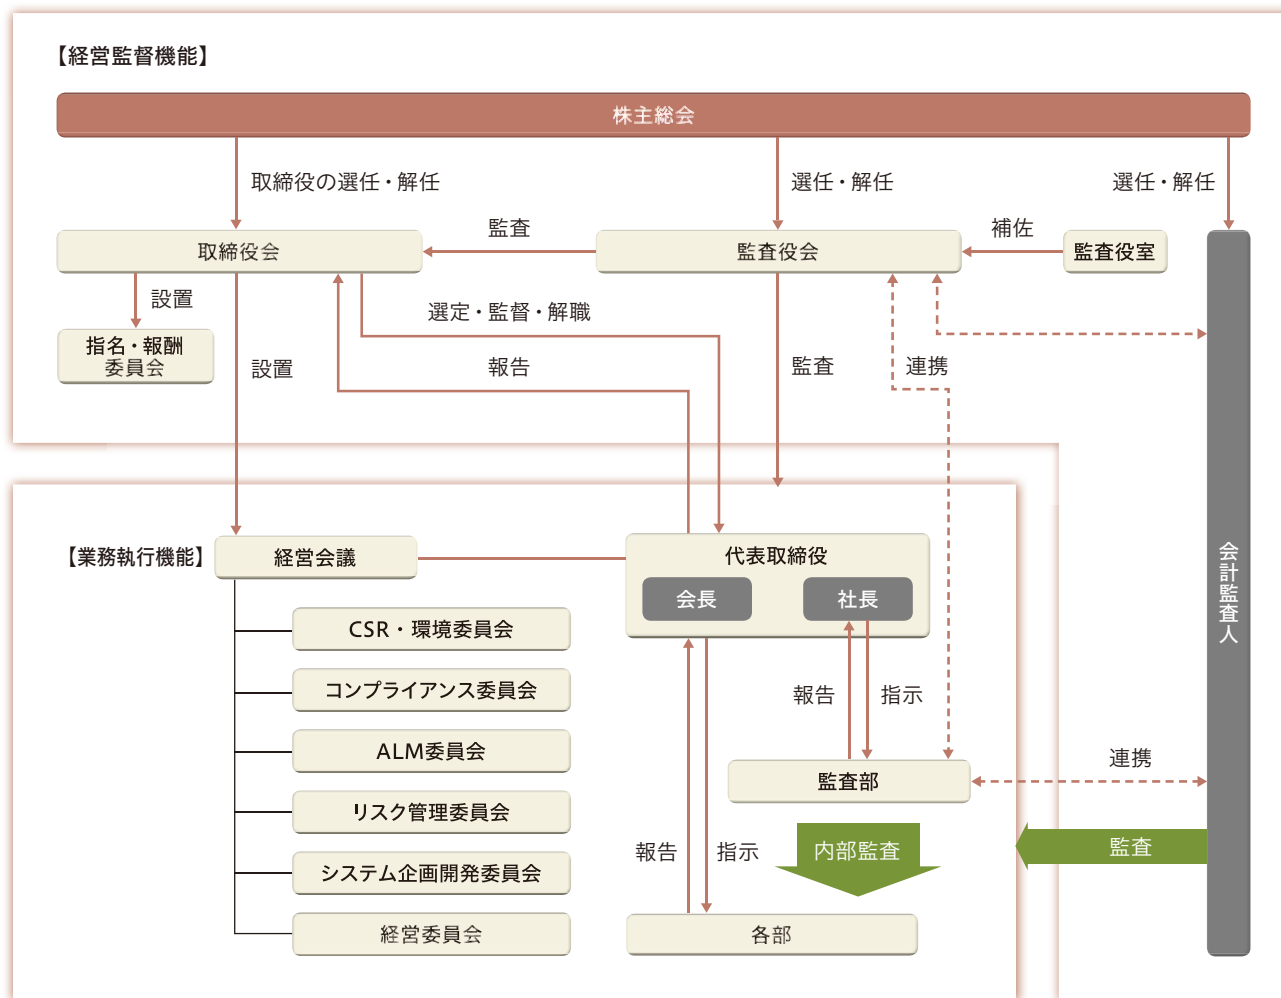 【経営監督機能】
株主総会
取締役の選任・解任
選任・解任
選任・解任
取締役会
監査
監査役会
補佐
監査役室
設置
選定・監督・解職
指名・報酬
委員会
設置
報告
監査
連携
【業務執行機能】
経営会議
代表取締役
会長
社長
会計監査人
CSR・環境委員会
コンプライアンス委員会
報告
指示
ALM委員会
監査部
連携
リスク管理委員会
報告
指示
内部監査
監査
システム企画開発委員会
経営委員会
各部